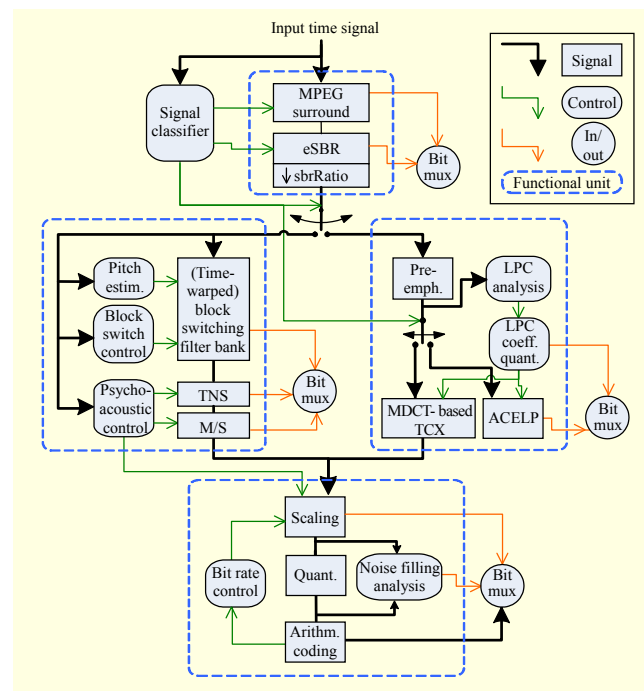 Input time signal
Signal
classifier
MPEG
surround
eSBR
↓ sbrRatio
Bit
mux
Signal
Control
In/
out
Functional unit
Pitch
estim.
Block
switch
control
Psycho-
acoustic
control
(Time-
warped)
block
switching
filter bank
TNS
M/S
Bit
mux
Pre-
emph.
LPC
analysis
LPC
coeff.
quant.
MDCT- based
TCX
ACELP
Bit
mux
Scaling
Bit rate
control
Quant.
Noise filling
analysis
Bit
mux
Arithm.
coding